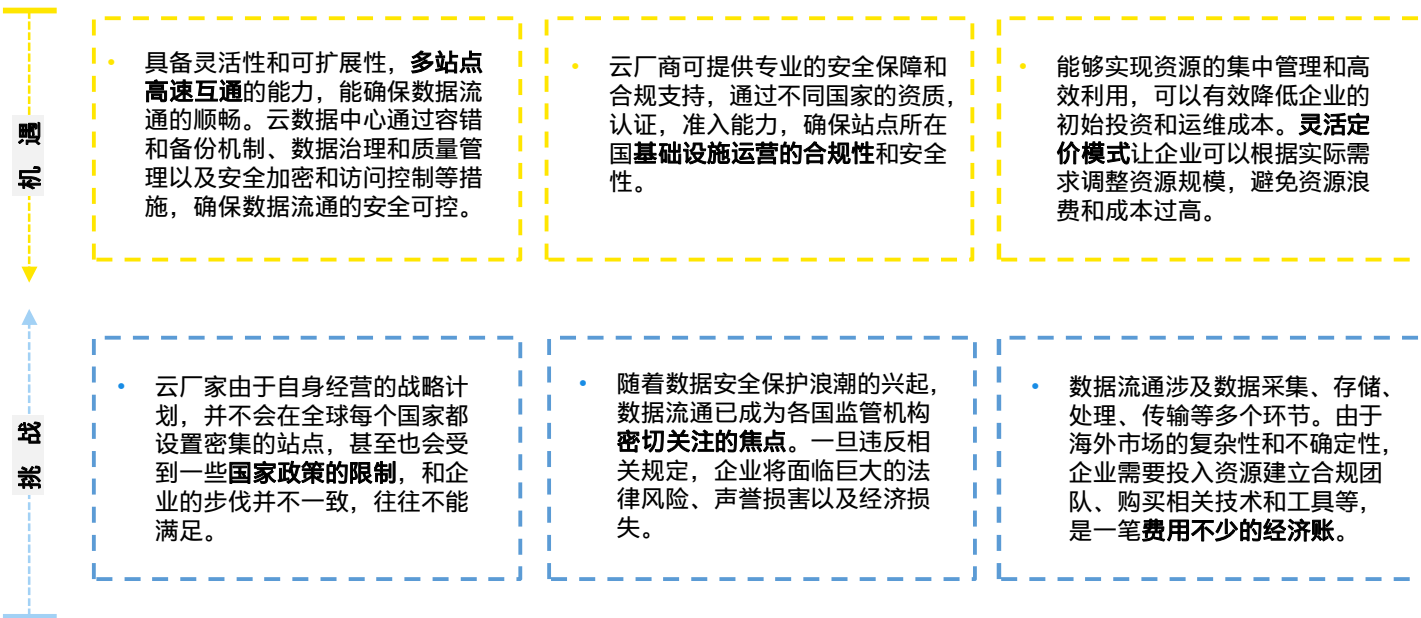 机 遇
• 具备灵活性和可扩展性，多站点
高速互通的能力，能确保数据流
通的顺畅。云数据中心通过容错
和备份机制、数据治理和质量管
理以及安全加密和访问控制等措
施，确保数据流通的安全可控。
• 云厂商可提供专业的安全保障和
合规支持，通过不同国家的资质，
认证，准入能力，确保站点所在
国基础设施运营的合规性和安全
性。
• 能够实现资源的集中管理和高
效利用，可以有效降低企业的
初始投资和运维成本。灵活定
价模式让企业可以根据实际需
求调整资源规模，避免资源浪
费和成本过高。
挑 战
• 云厂家由于自身经营的战略计
划，并不会在全球每个国家都
设置密集的站点，甚至也会受
到一些国家政策的限制，和企
业的步伐并不一致，往往不能
满足。
• 随着数据安全保护浪潮的兴起，
数据流通已成为各国监管机构
密切关注的焦点。一旦违反相
关规定，企业将面临巨大的法
律风险、声誉损害以及经济损
失。
• 数据流通涉及数据采集、存储、
处理、传输等多个环节。由于
海外市场的复杂性和不确定性，
企业需要投入资源建立合规团
队、购买相关技术和工具等，
是一笔费用不少的经济账。